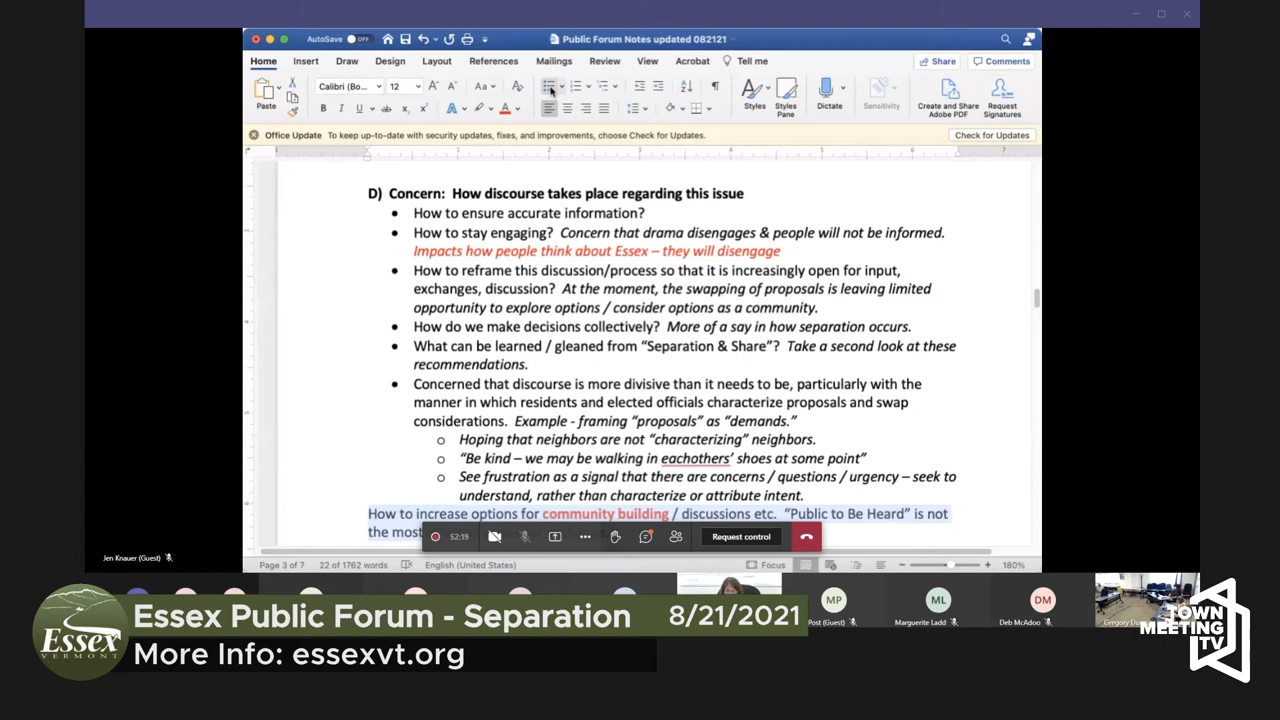 AutoSave OFF
Public Forum Notes updated 082121
Home Insert Draw Design Layout References Mailings Review View Acrobat Tell me Share Comments
Calibri (Bo... 12
Paste
Styles
Styles Pane
Dictate
Sensitivity
Create and Share Adobe PDF
Request Signatures
Office Update To keep up-to-date with security updates, fixes, and improvements, choose Check for Updates. Check for Updates
D) Concern: How discourse takes place regarding this issue
• How to ensure accurate information?
• How to stay engaging? Concern that drama disengages & people will not be informed.
Impacts how people think about Essex – they will disengage
• How to reframe this discussion/process so that it is increasingly open for input,
exchanges, discussion? At the moment, the swapping of proposals is leaving limited
opportunity to explore options / consider options as a community.
• How do we make decisions collectively? More of a say in how separation occurs.
• What can be learned / gleaned from “Separation & Share”? Take a second look at these
recommendations.
• Concerned that discourse is more divisive than it needs to be, particularly with the
manner in which residents and elected officials characterize proposals and swap
considerations. Example - framing “proposals” as “demands.”
o Hoping that neighbors are not “characterizing” neighbors.
o “Be kind – we may be walking in eachothers’ shoes at some point”
o See frustration as a signal that there are concerns / questions / urgency – seek to
understand, rather than characterize or attribute intent.
How to increase options for community building / discussions etc. “Public to Be Heard” is not
the most
52:19 Request control
Jen Knauer (Guest)
Page 3 of 7 22 of 1762 words English (United States) Focus 180%
MP ML DM
Post (Guest) Marguerite Ladd Deb McAdoo
Essex
VERMONT
Essex Public Forum - Separation 8/21/2021
More Info: essexvt.org
TOWN
MEETING
TV